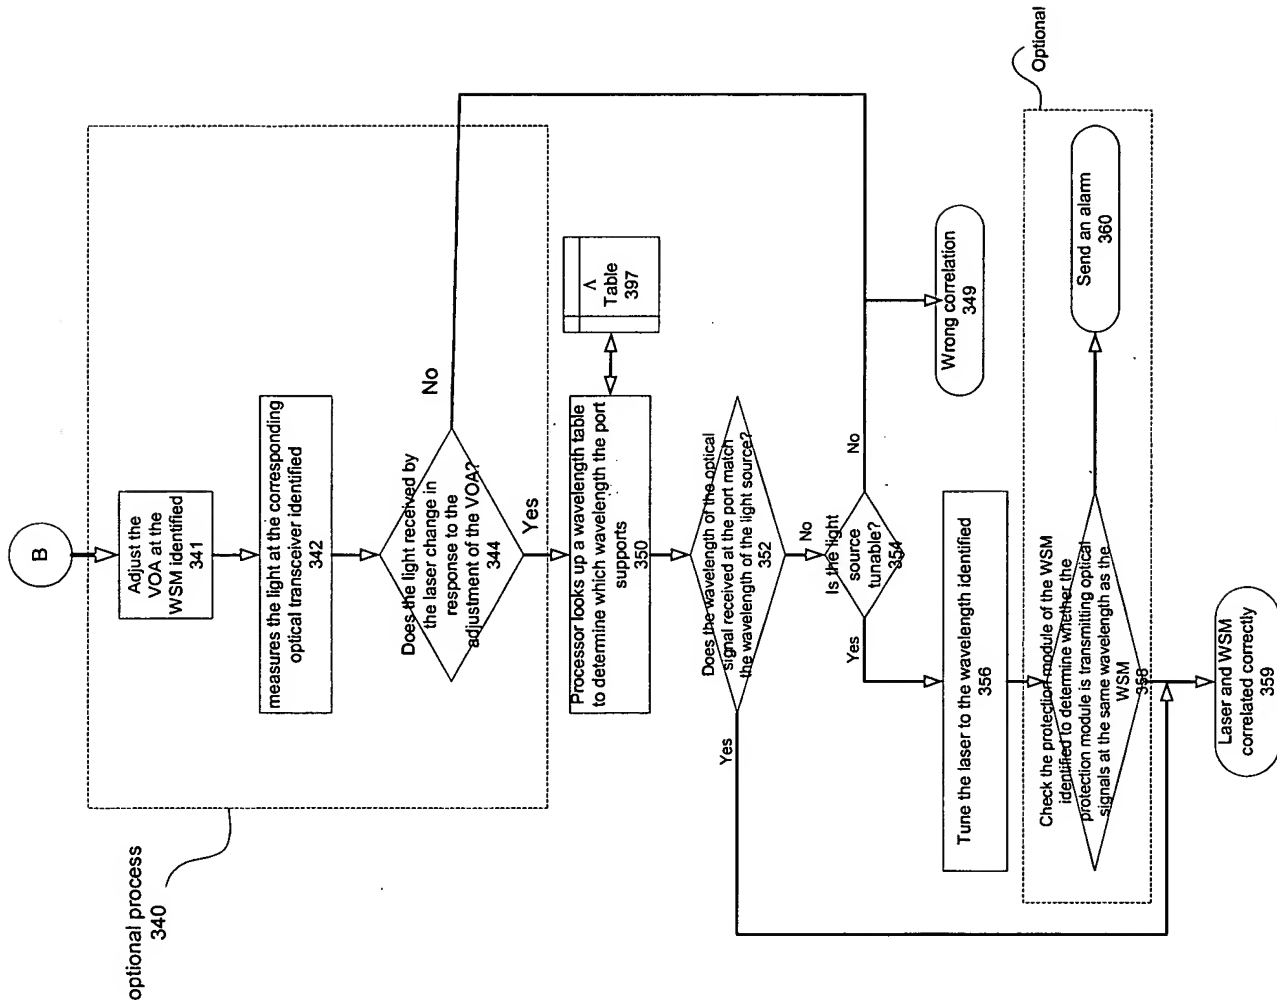 B
optional process
340
Adjust the
VOA at the
WSM identified
341
measures the light at the corresponding
optical transceiver identified
342
Does the light received by
the laser change in
response to the
adjustment of the VOA?
344
No
Yes
Processor looks up a wavelength table
to determine which wavelength the port
supports
350
Λ
Table
397
Does the wavelength of the optical
signal received at the port match
the wavelength of the light source?
352
Yes
No
Is the light
source
tunable?
354
Yes
No
Wrong correlation
349
Tune the laser to the wavelength identified
356
Optional
Check the protection module of the WSM
identified to determine whether the
protection module is transmitting optical
signals at the same wavelength as the
WSM
358
Send an alarm
360
Laser and WSM
correlated correctly
359